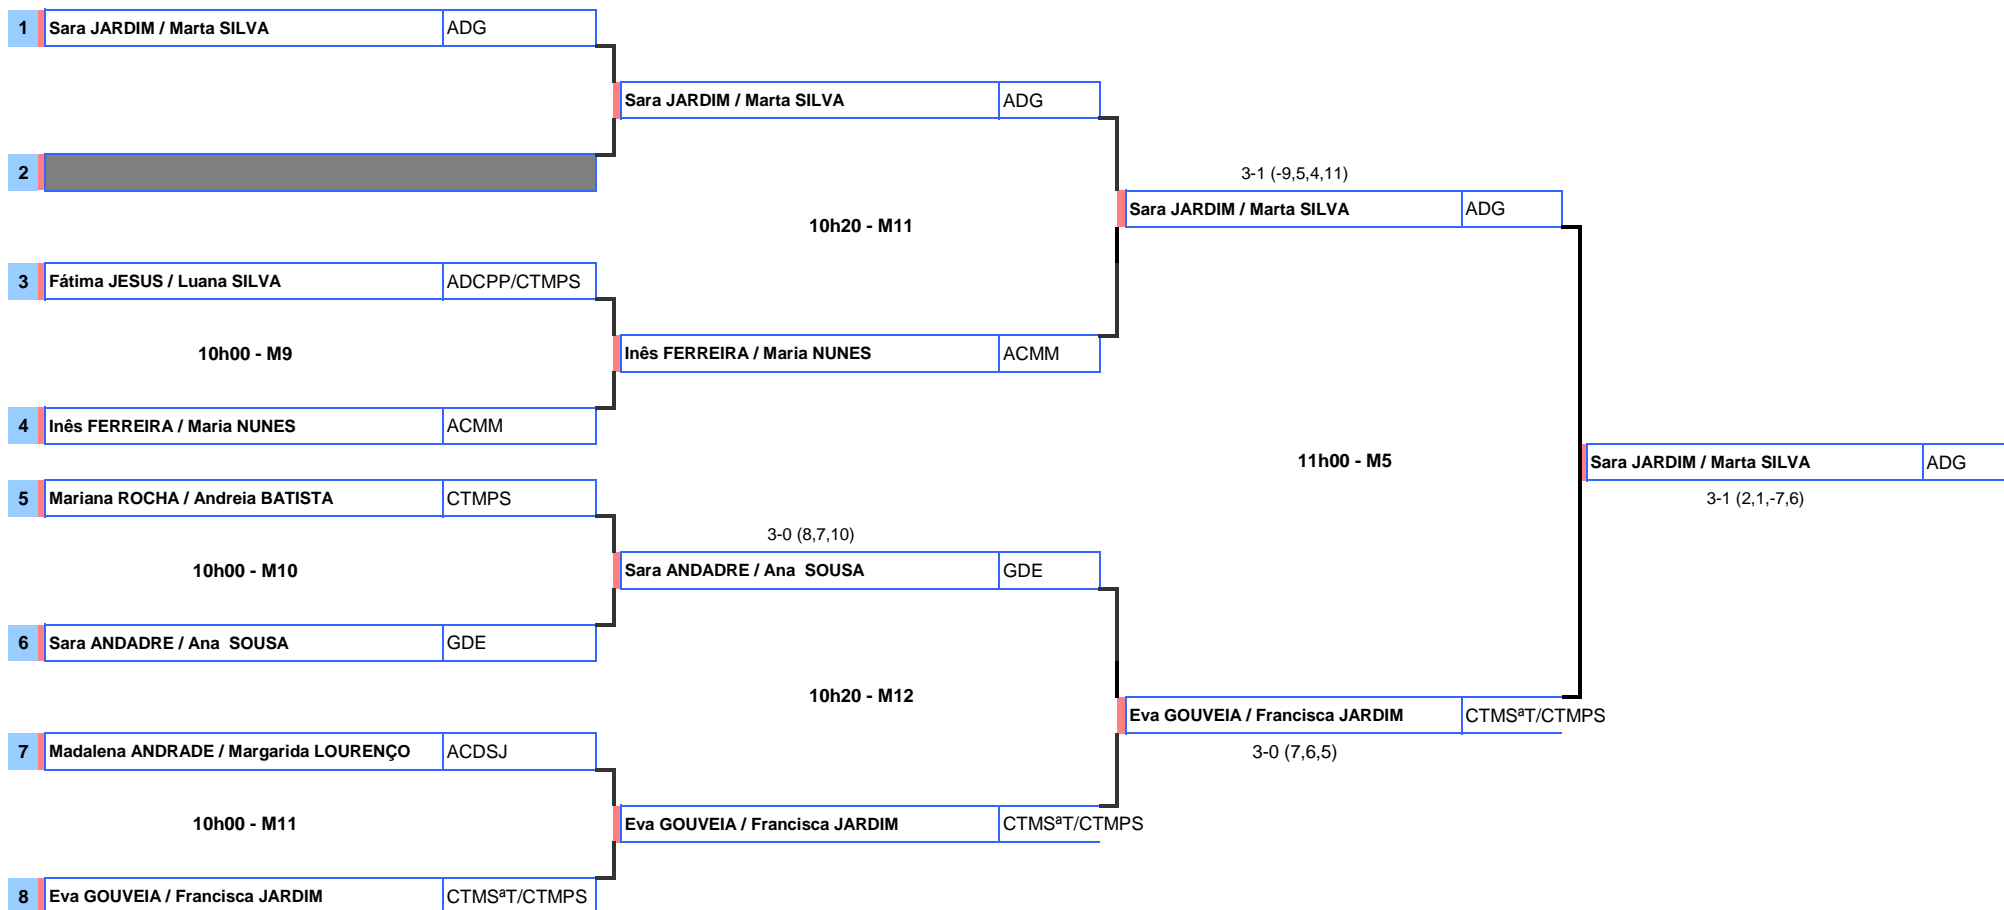 1 Sara JARDIM / Marta SILVA ADG
Sara JARDIM / Marta SILVA ADG
2
3-1 (-9,5,4,11)
Sara JARDIM / Marta SILVA ADG
10h20 - M11
3 Fátima JESUS / Luana SILVA ADCPP/CTMPS
10h00 - M9
Inês FERREIRA / Maria NUNES ACMM
4 Inês FERREIRA / Maria NUNES ACMM
11h00 - M5
Sara JARDIM / Marta SILVA ADG
5 Mariana ROCHA / Andreia BATISTA CTMPS
3-1 (2,1,-7,6)
3-0 (8,7,10)
10h00 - M10
Sara ANDADRE / Ana  SOUSA GDE
6 Sara ANDADRE / Ana  SOUSA GDE
10h20 - M12
Eva GOUVEIA / Francisca JARDIM CTMSªT/CTMPS
7 Madalena ANDRADE / Margarida LOURENÇO ACDSJ
3-0 (7,6,5)
10h00 - M11
Eva GOUVEIA / Francisca JARDIM CTMSªT/CTMPS
8 Eva GOUVEIA / Francisca JARDIM CTMSªT/CTMPS